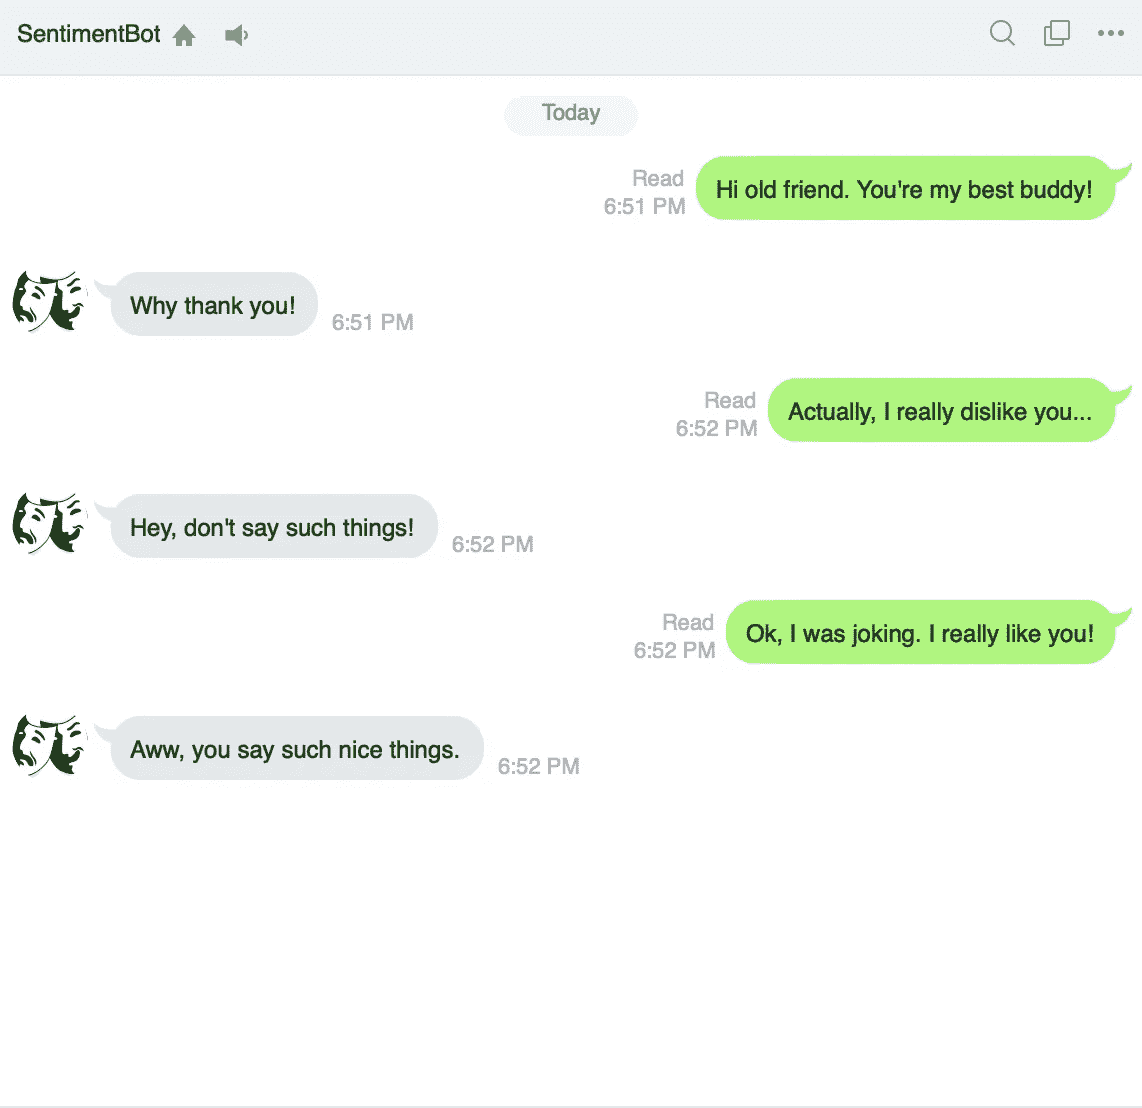 SentimentBot
Today
Read
6:51 PM
Hi old friend. You're my best buddy!
Why thank you!
6:51 PM
Read
6:52 PM
Actually, I really dislike you...
Hey, don't say such things!
6:52 PM
Read
6:52 PM
Ok, I was joking. I really like you!
Aww, you say such nice things.
6:52 PM